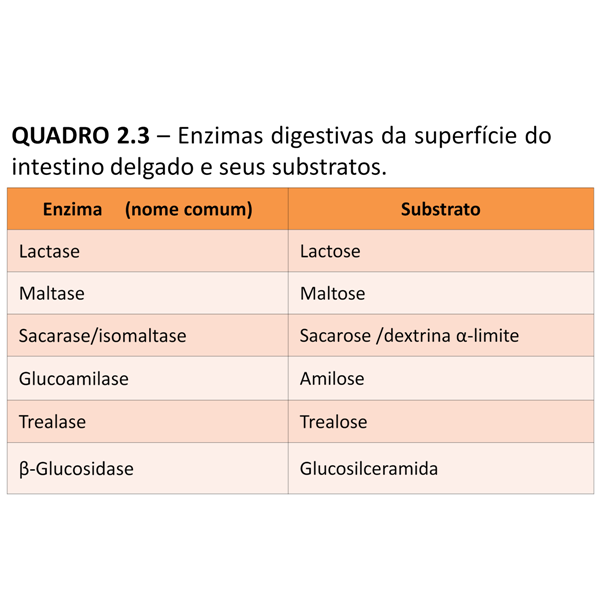 QUADRO 2.3 – Enzimas digestivas da superfície do
intestino delgado e seus substratos.
Enzima (nome comum) Substrato
Lactase Lactose
Maltase Maltose
Sacarase/isomaltase Sacarose /dextrina α-limite
Glucoamilase Amilose
Trealase Trealose
β-Glucosidase Glucosilceramida